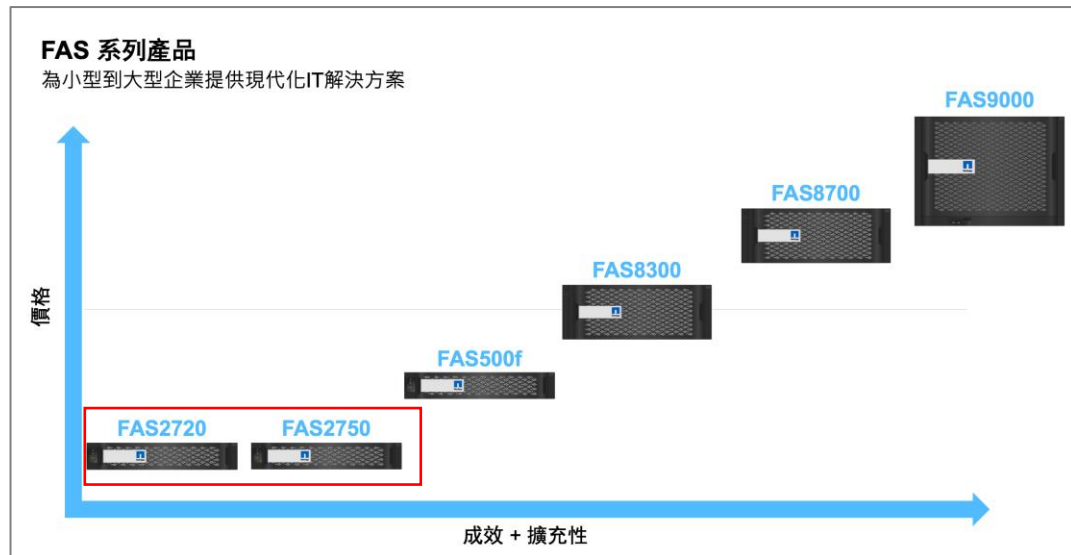 FAS 系列產品
為小型到大型企業提供現代化IT解決方案
FAS9000
FAS8700
FAS8300
FAS500f
FAS2720
FAS2750
價格
成效 + 擴充性